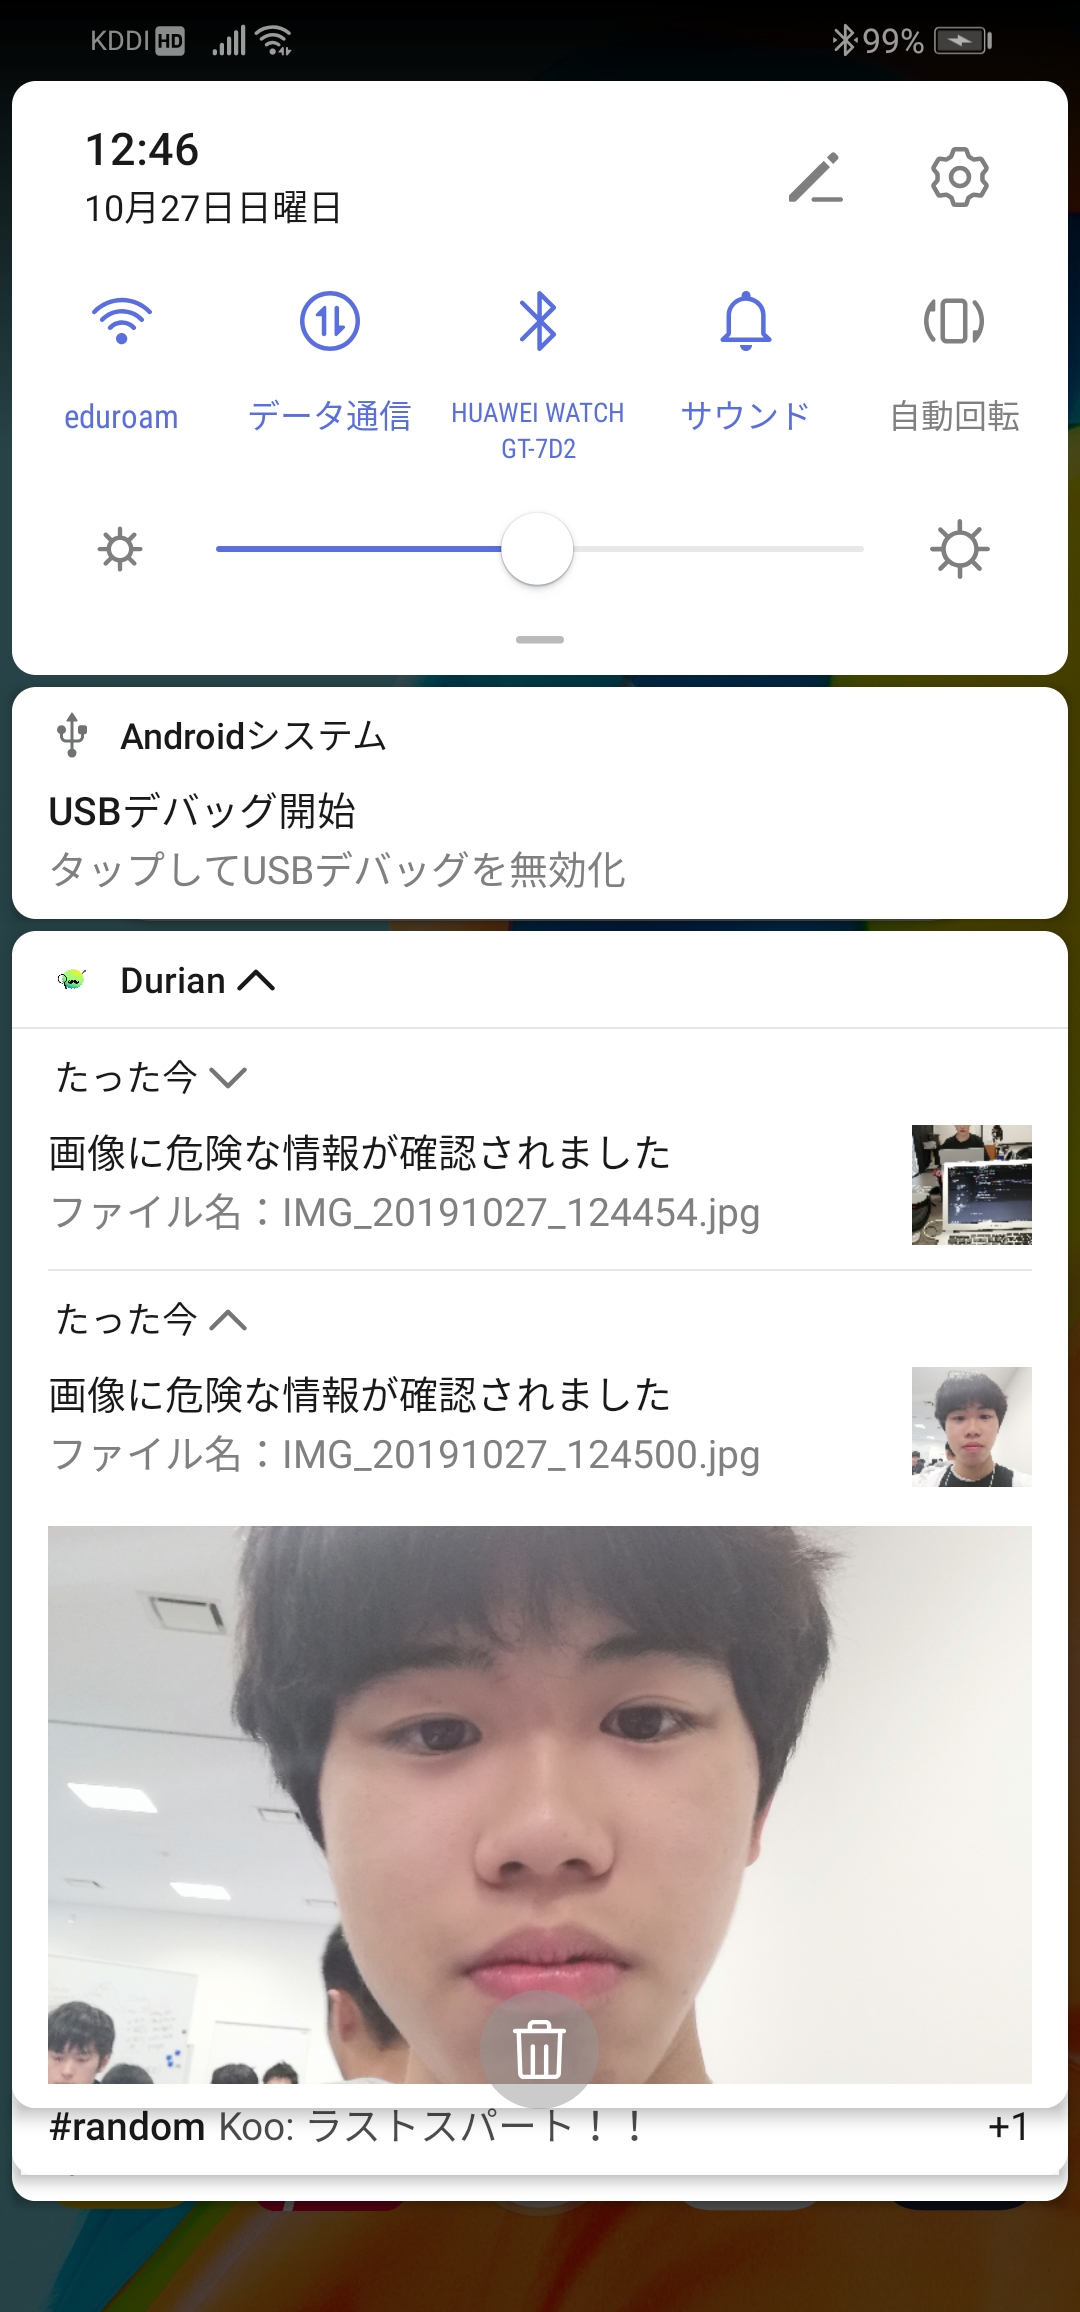 KDDI HD 99%
12:46
10月27日日曜日
eduroam
データ通信
HUAWEI WATCH
GT-7D2
サウンド
自動回転
Androidシステム
USBデバッグ開始
タップしてUSBデバッグを無効化
Durian
たった今
画像に危険な情報が確認されました
ファイル名：IMG_20191027_124454.jpg
たった今
画像に危険な情報が確認されました
ファイル名：IMG_20191027_124500.jpg
#random Koo: ラストスパート！！ +1